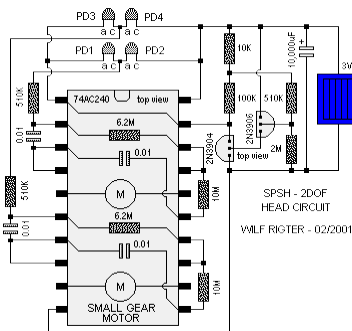 PD3 PD4
a c
PD1 PD2
a c
10K
10,000uF
+
3V
510K
74AC240 top view
100K
510K
2N3906
6.2M
0.01
0.01
2N3904
top view
2M
M
10M
510K
6.2M
SPSH - 2DOF
HEAD CIRCUIT
0.01
0.01
WILF RIGTER - 02/2001
M
10M
SMALL GEAR
MOTOR